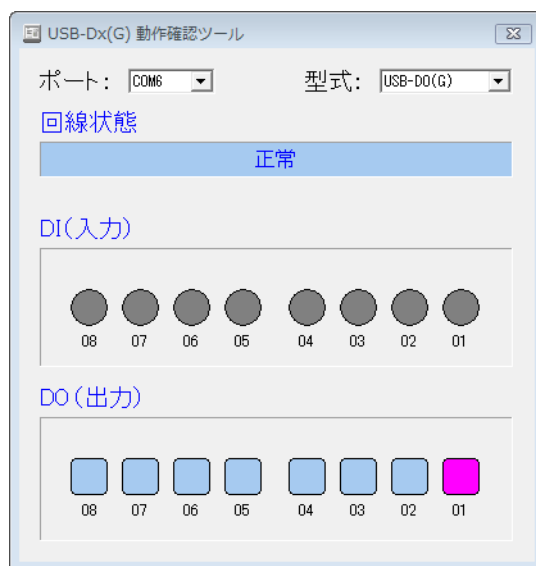 USB-Dx(G) 動作確認ツール
ポート: COM6 型式: USB-DO(G)
回線状態
正常
DI(入力)
08 07 06 05 04 03 02 01
DO(出力)
08 07 06 05 04 03 02 01